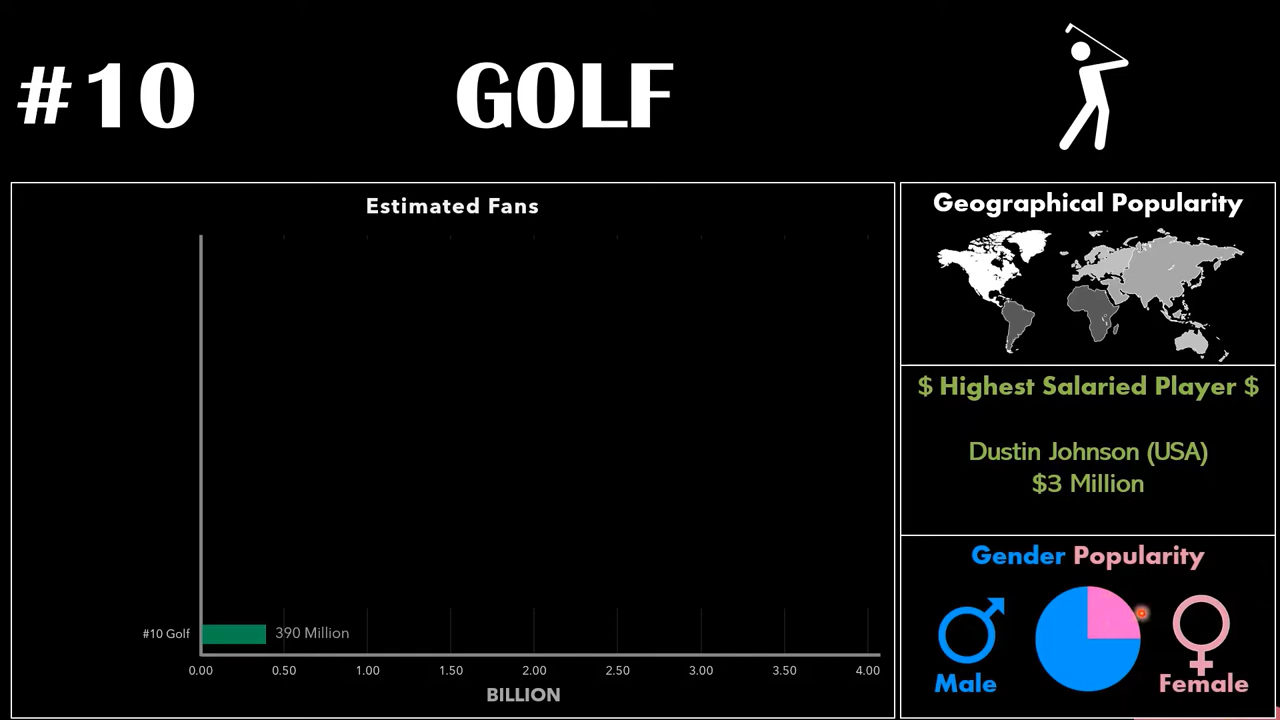 #10
GOLF
Estimated Fans
#10 Golf
390 Million
0.00 0.50 1.00 1.50 2.00 2.50 3.00 3.50 4.00
BILLION
Geographical Popularity
$ Highest Salaried Player $
Dustin Johnson (USA)
$3 Million
Gender Popularity
Male
Female